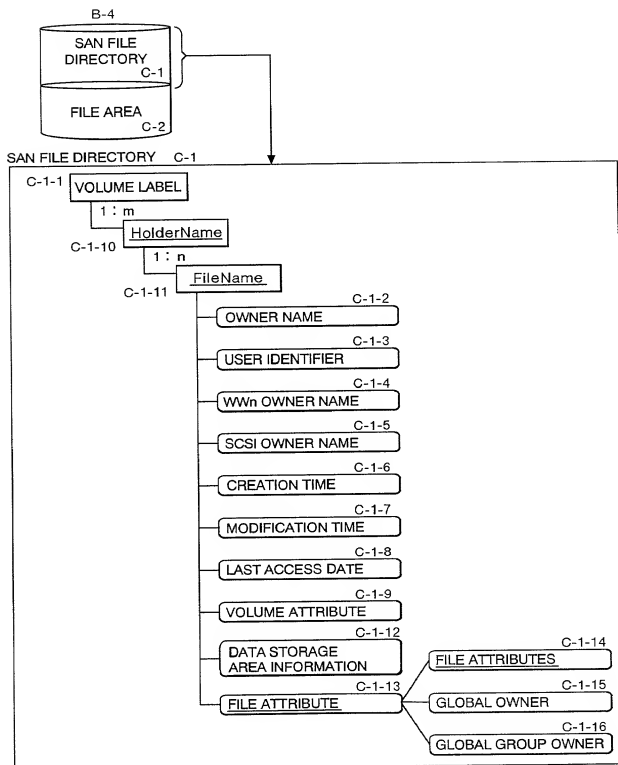 B-4
SAN FILE
DIRECTORY
C-1
FILE AREA
C-2
SAN FILE DIRECTORY C-1
C-1-1 VOLUME LABEL
1 : m
C-1-10 HolderName
1 : n
C-1-11 FileName
C-1-2
OWNER NAME
C-1-3
USER IDENTIFIER
C-1-4
WWn OWNER NAME
C-1-5
SCSI OWNER NAME
C-1-6
CREATION TIME
C-1-7
MODIFICATION TIME
C-1-8
LAST ACCESS DATE
C-1-9
VOLUME ATTRIBUTE
C-1-12
DATA STORAGE
AREA INFORMATION
C-1-13
FILE ATTRIBUTE
C-1-14
FILE ATTRIBUTES
C-1-15
GLOBAL OWNER
C-1-16
GLOBAL GROUP OWNER